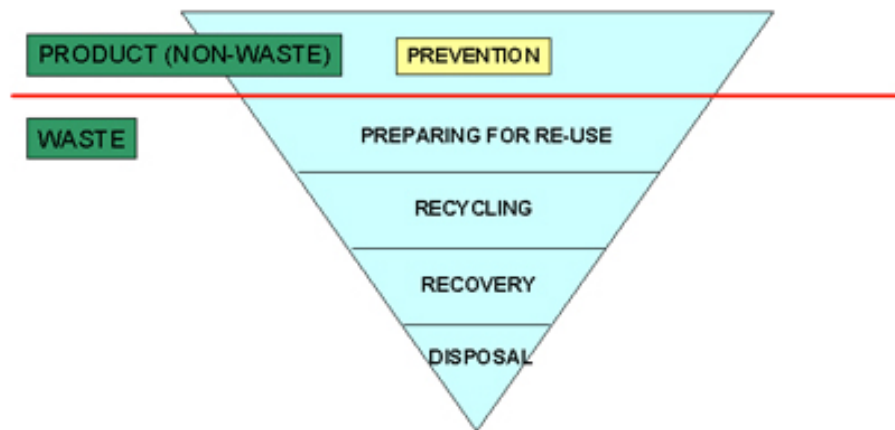 PRODUCT (NON-WASTE)
PREVENTION
WASTE
PREPARING FOR RE-USE
RECYCLING
RECOVERY
DISPOSAL